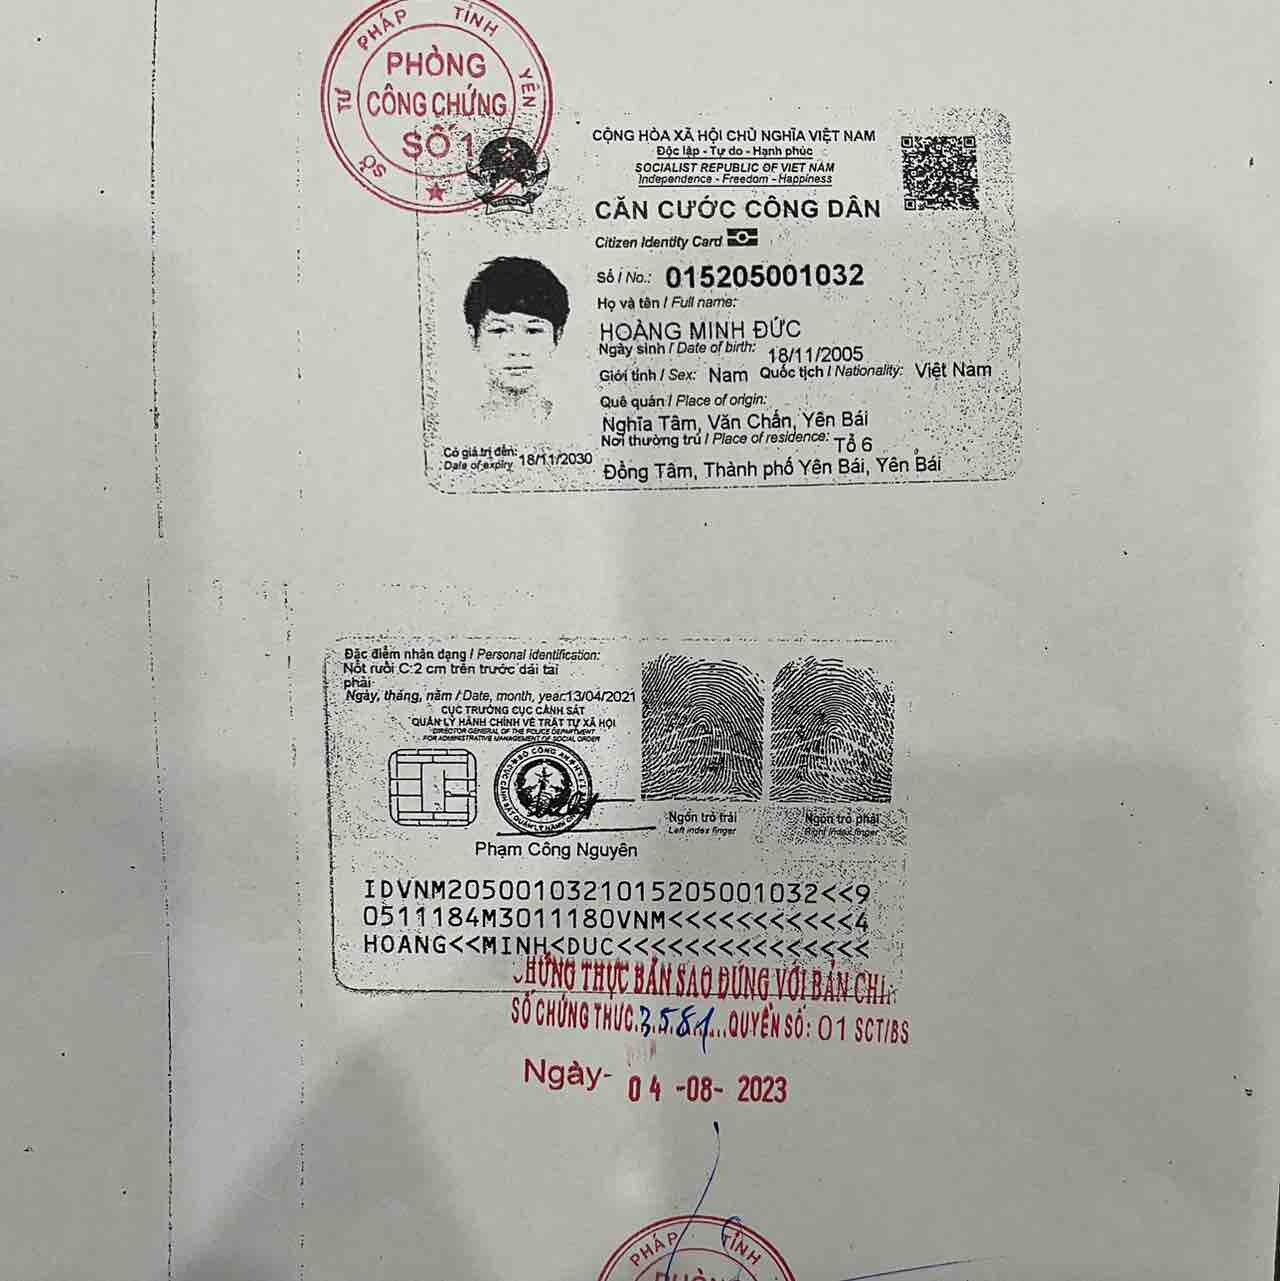 SỞ TƯ PHÁP TỈNH YÊN
PHÒNG
CÔNG CHỨNG
SỐ 1
CỘNG HÒA XÃ HỘI CHỦ NGHĨA VIỆT NAM
Độc lập - Tự do - Hạnh phúc
SOCIALIST REPUBLIC OF VIET NAM
Independence - Freedom - Happiness
CĂN CƯỚC CÔNG DÂN
Citizen Identity Card
Số / No.: 015205001032
Họ và tên / Full name:
HOÀNG MINH ĐỨC
Ngày sinh / Date of birth: 18/11/2005
Giới tính / Sex: Nam Quốc tịch / Nationality: Việt Nam
Quê quán / Place of origin:
Nghĩa Tâm, Văn Chấn, Yên Bái
Nơi thường trú / Place of residence: Tổ 6
Đồng Tâm, Thành phố Yên Bái, Yên Bái
Có giá trị đến: 18/11/2030
Date of expiry
Đặc điểm nhân dạng / Personal identification:
Nốt ruồi C:2 cm trên trước dái tai
phải
Ngày, tháng, năm / Date, month, year:13/04/2021
CỤC TRƯỞNG CỤC CẢNH SÁT
QUẢN LÝ HÀNH CHÍNH VỀ TRẬT TỰ XÃ HỘI
DIRECTOR GENERAL OF THE POLICE DEPARTMENT
FOR ADMINISTRATIVE MANAGEMENT OF SOCIAL ORDER
Ngón trỏ trái
Left index finger
Ngón trỏ phải
Right index finger
Phạm Công Nguyên
IDVNM2050010321015205001032<<9
0511184M3011180VNM<<<<<<<<<<<4
HOANG<<MINH<DUC<<<<<<<<<<<<<<<
CHỨNG THỰC BẢN SAO ĐÚNG VỚI BẢN CHÍ
SỐ CHỨNG THỰC 3581 QUYỂN SỐ: 01 SCT/BS
Ngày- 04 -08- 2023
PHÁP TỈNH
PHÒNG